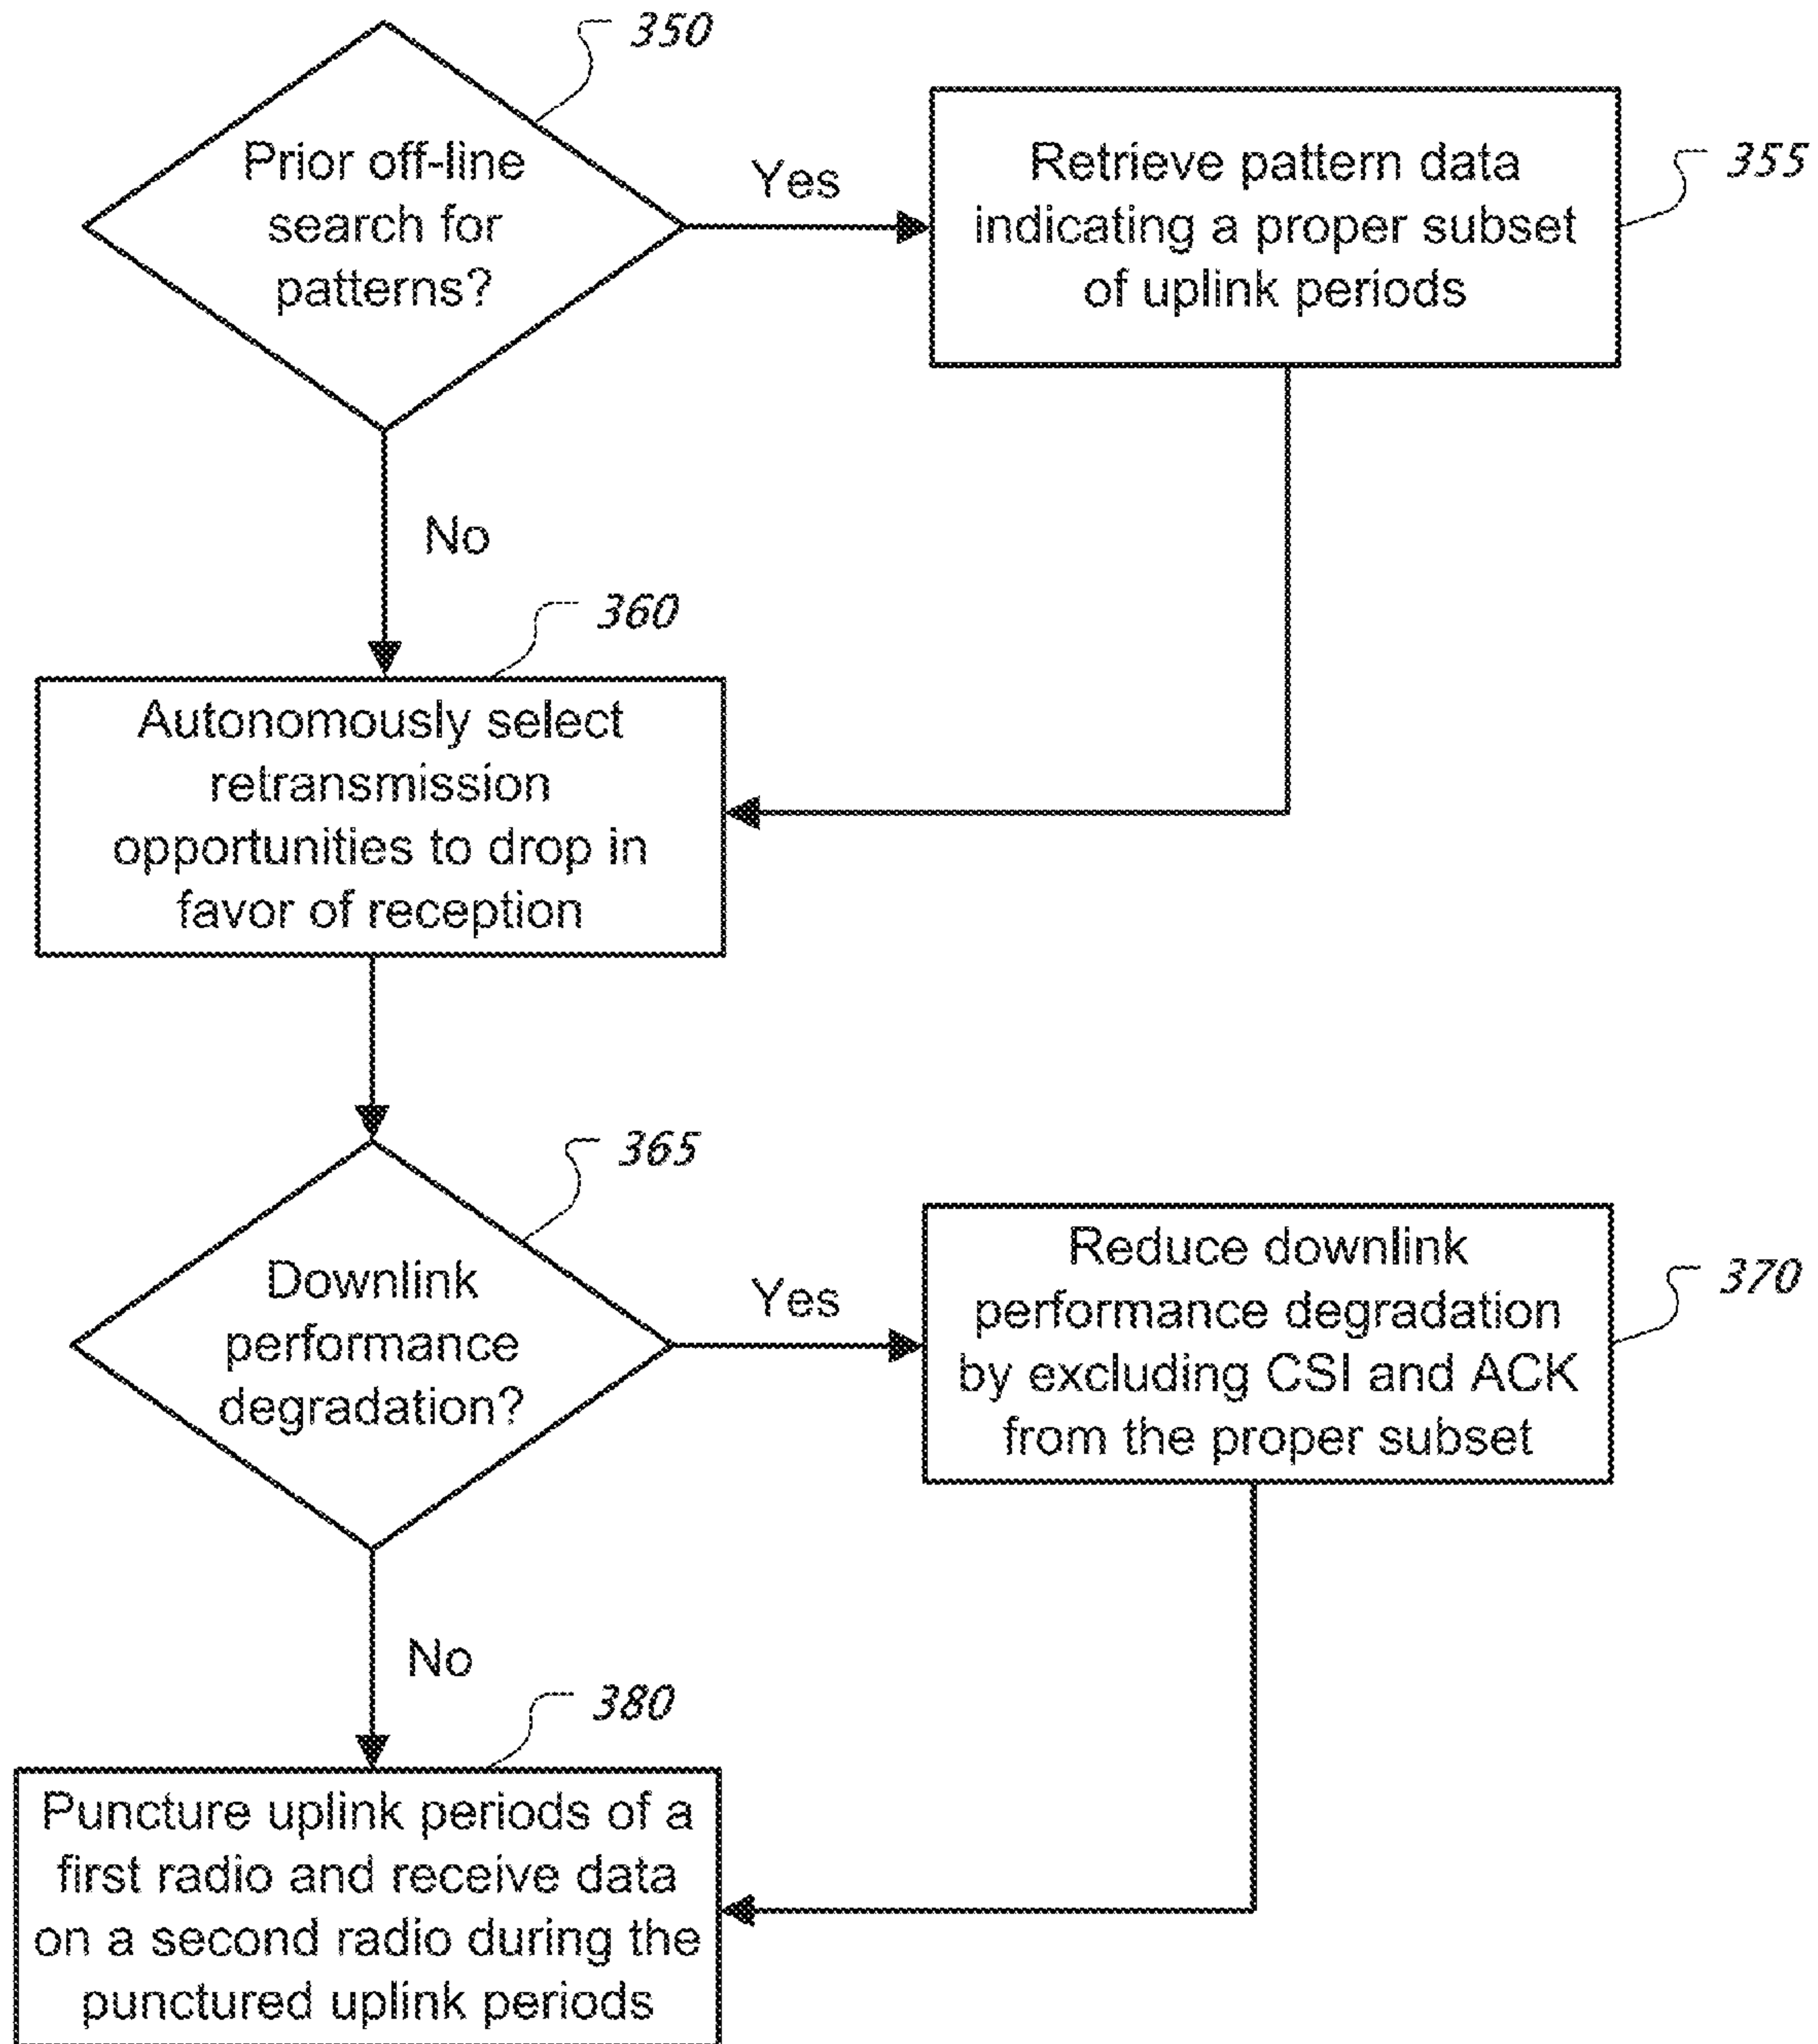 350
Prior off-line
search for
patterns?
Yes
Retrieve pattern data
indicating a proper subset
of uplink periods
355
No
360
Autonomously select
retransmission
opportunities to drop in
favor of reception
365
Downlink
performance
degradation?
Yes
Reduce downlink
performance degradation
by excluding CSI and ACK
from the proper subset
370
No
380
Puncture uplink periods of a
first radio and receive data
on a second radio during the
punctured uplink periods